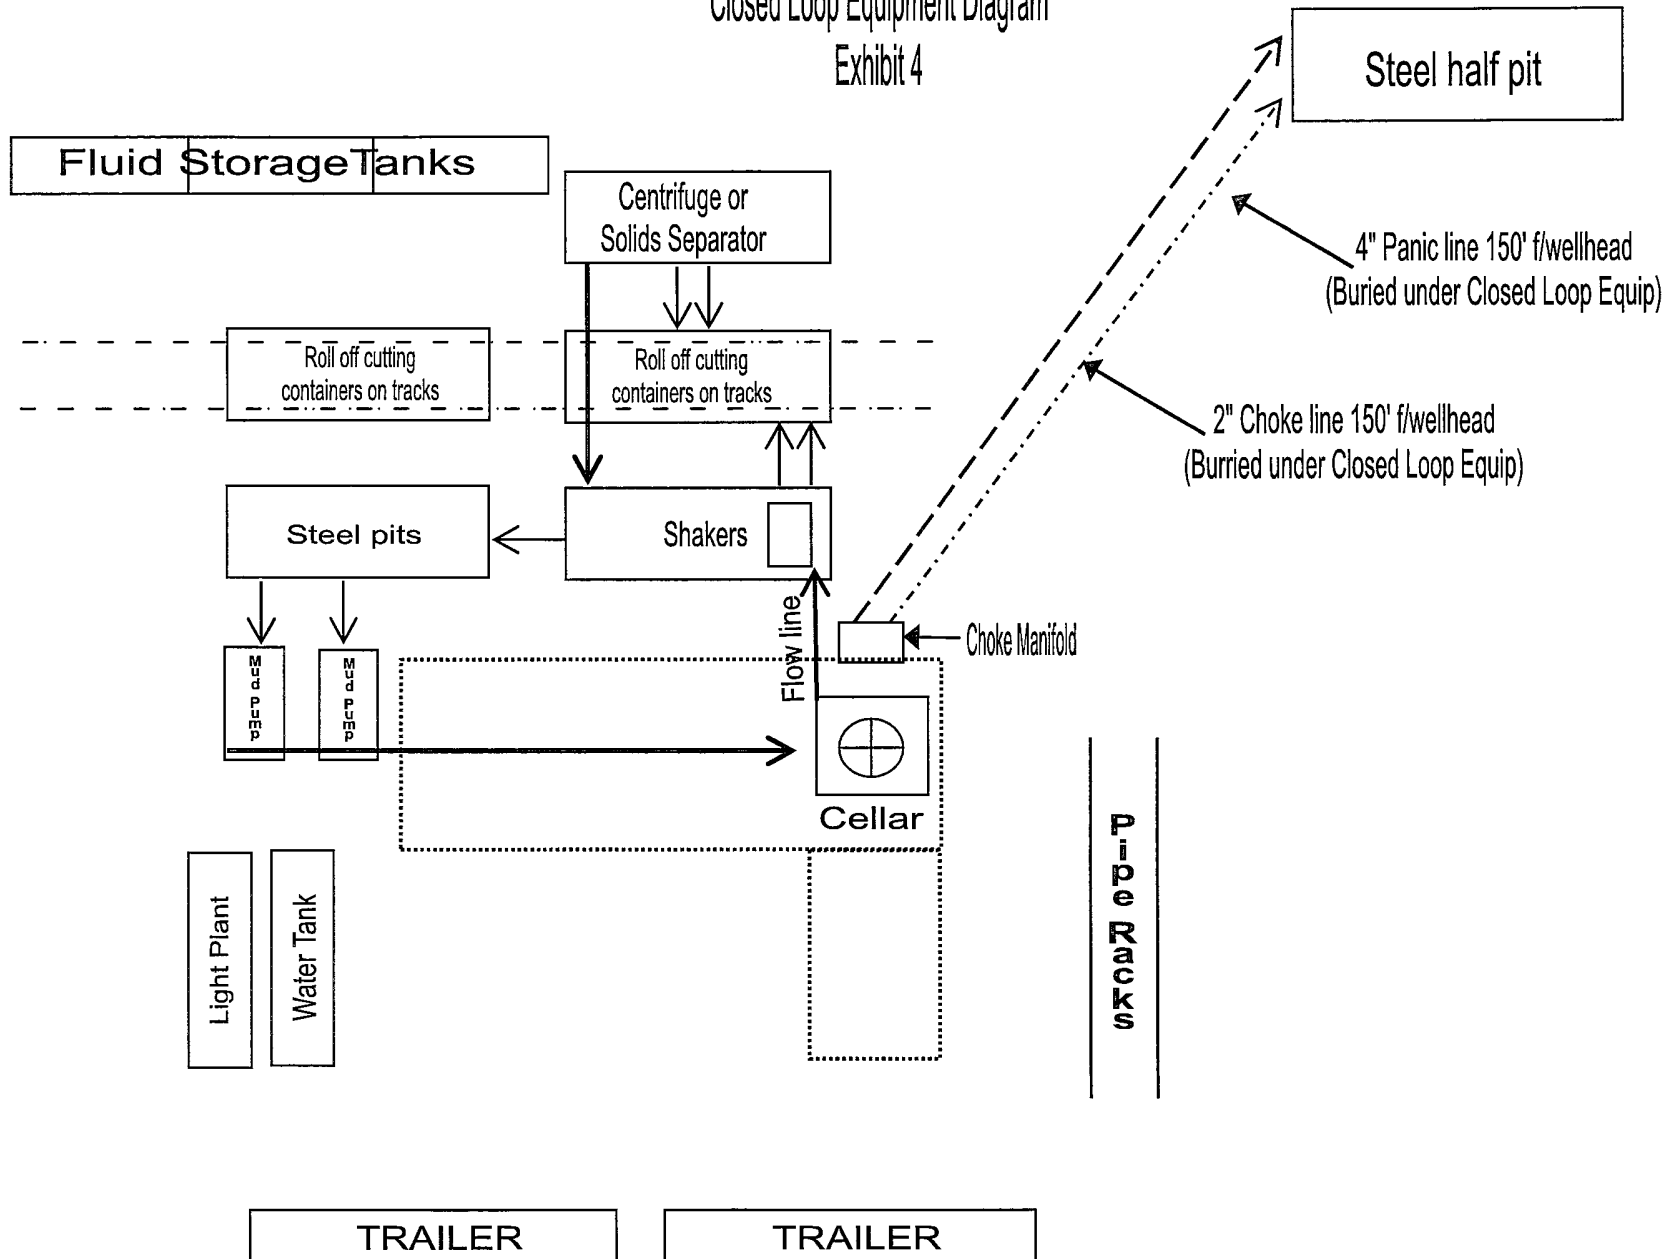 Closed Loop Equipment Diagram
Exhibit 4
Steel half pit
Fluid StorageTanks
Centrifuge or
Solids Separator
4" Panic line 150' f/wellhead
(Buried under Closed Loop Equip)
Roll off cutting
containers on tracks
Roll off cutting
containers on tracks
2" Choke line 150' f/wellhead
(Burried under Closed Loop Equip)
Steel pits
Shakers
Flow line
Choke Manifold
Mud Pump
Mud Pump
Cellar
Pipe Racks
Light Plant
Water Tank
TRAILER
TRAILER